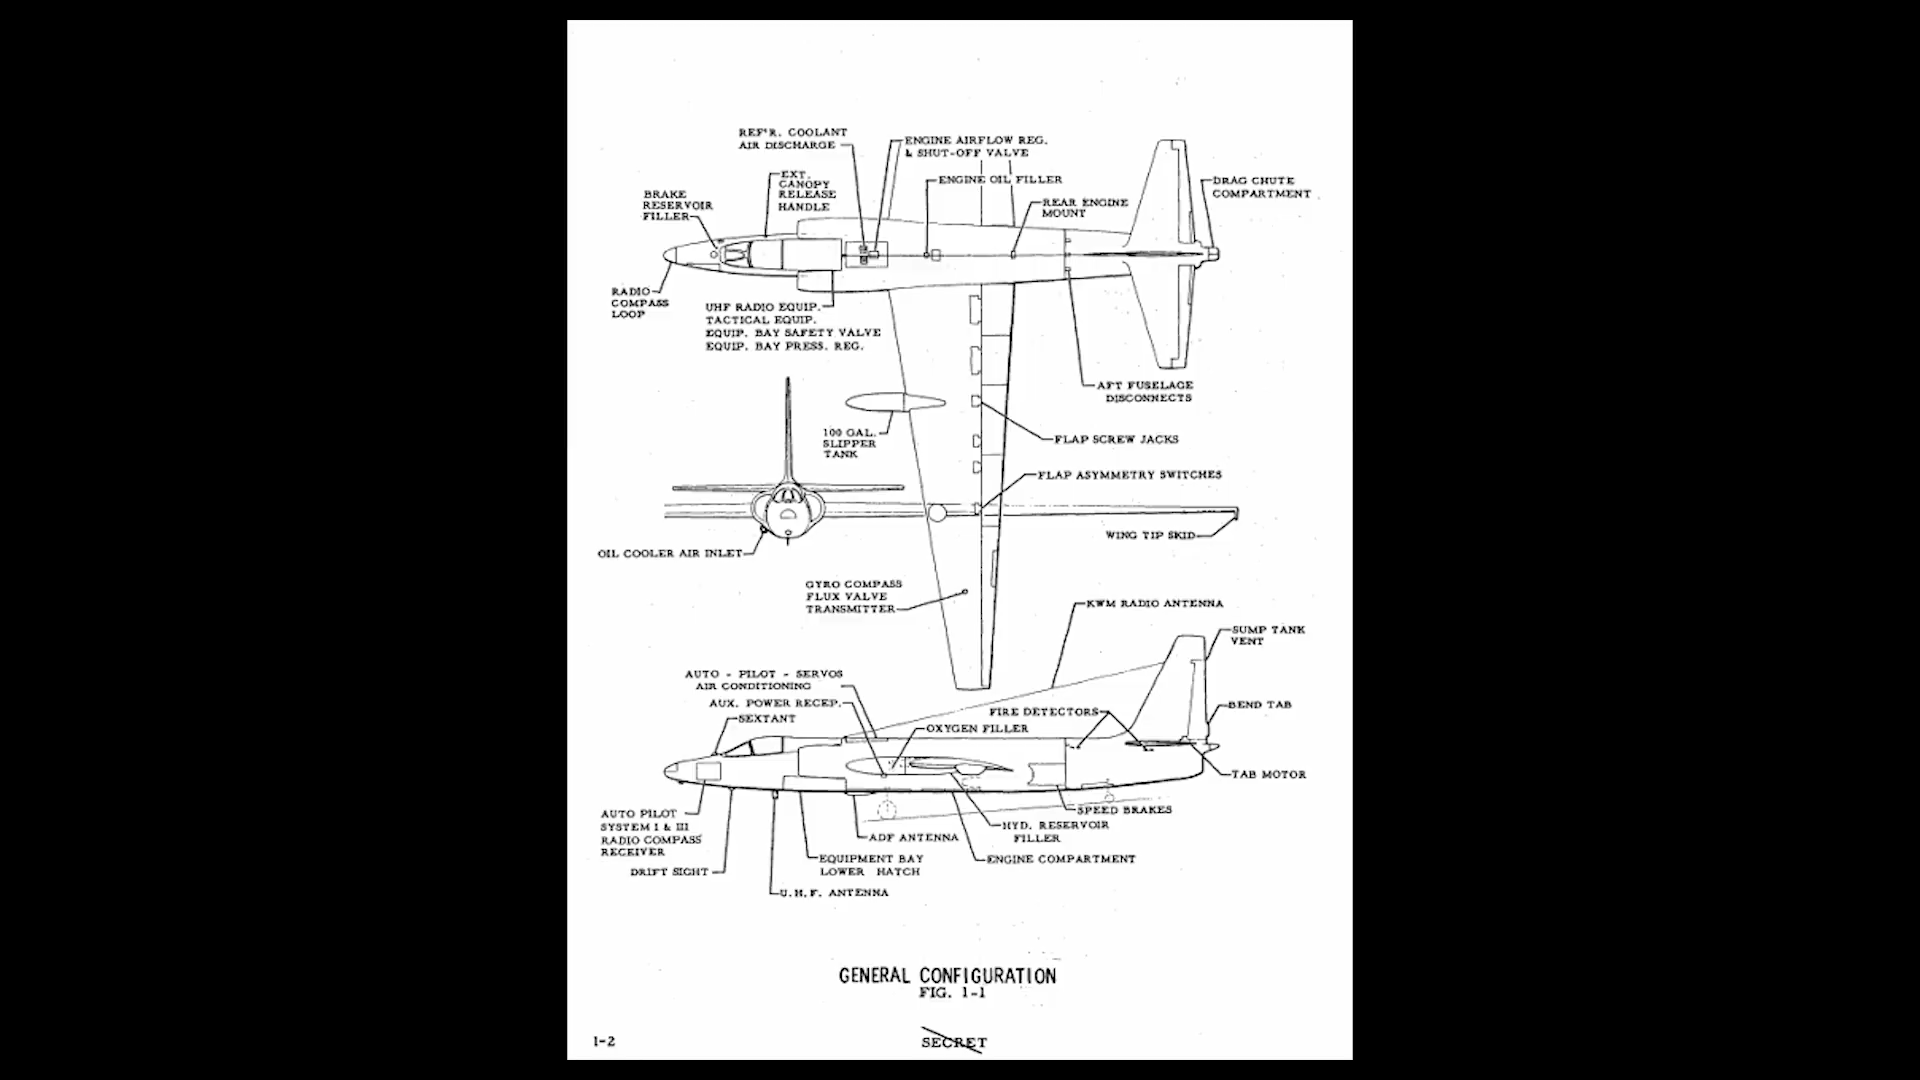 REF'R. COOLANT
AIR DISCHARGE
ENGINE AIRFLOW REG.
& SHUT-OFF VALVE
EXT.
CANOPY
RELEASE
HANDLE
ENGINE OIL FILLER
DRAG CHUTE
COMPARTMENT
BRAKE
RESERVOIR
FILLER
REAR ENGINE
MOUNT
RADIO
COMPASS
LOOP
UHF RADIO EQUIP.
TACTICAL EQUIP.
EQUIP. BAY SAFETY VALVE
EQUIP. BAY PRESS. REG.
AFT FUSELAGE
DISCONNECTS
100 GAL.
SLIPPER
TANK
FLAP SCREW JACKS
FLAP ASYMMETRY SWITCHES
WING TIP SKID
OIL COOLER AIR INLET
GYRO COMPASS
FLUX VALVE
TRANSMITTER
KWM RADIO ANTENNA
SUMP TANK
VENT
AUTO - PILOT - SERVOS
AIR CONDITIONING
AUX. POWER RECEP.
SEXTANT
FIRE DETECTORS
BEND TAB
OXYGEN FILLER
TAB MOTOR
AUTO PILOT
SYSTEM I & III
RADIO COMPASS
RECEIVER
SPEED BRAKES
HYD. RESERVOIR
FILLER
ADF ANTENNA
DRIFT SIGHT
EQUIPMENT BAY
LOWER HATCH
ENGINE COMPARTMENT
U.H.F. ANTENNA
GENERAL CONFIGURATION
FIG. 1-1
1-2
SECRET